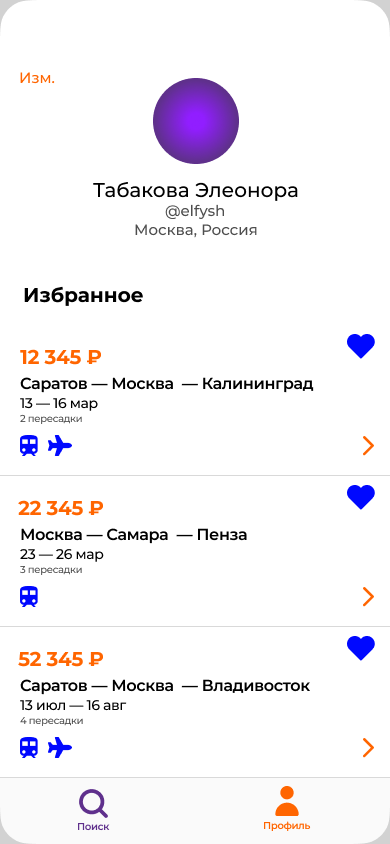 Изм.
Табакова Элеонора
@elfysh
Москва, Россия
Избранное
12 345 ₽
Саратов — Москва — Калининград
13 — 16 мар
2 пересадки
22 345 ₽
Москва — Самара — Пенза
23 — 26 мар
3 пересадки
52 345 ₽
Саратов — Москва — Владивосток
13 июл — 16 авг
4 пересадки
Поиск
Профиль